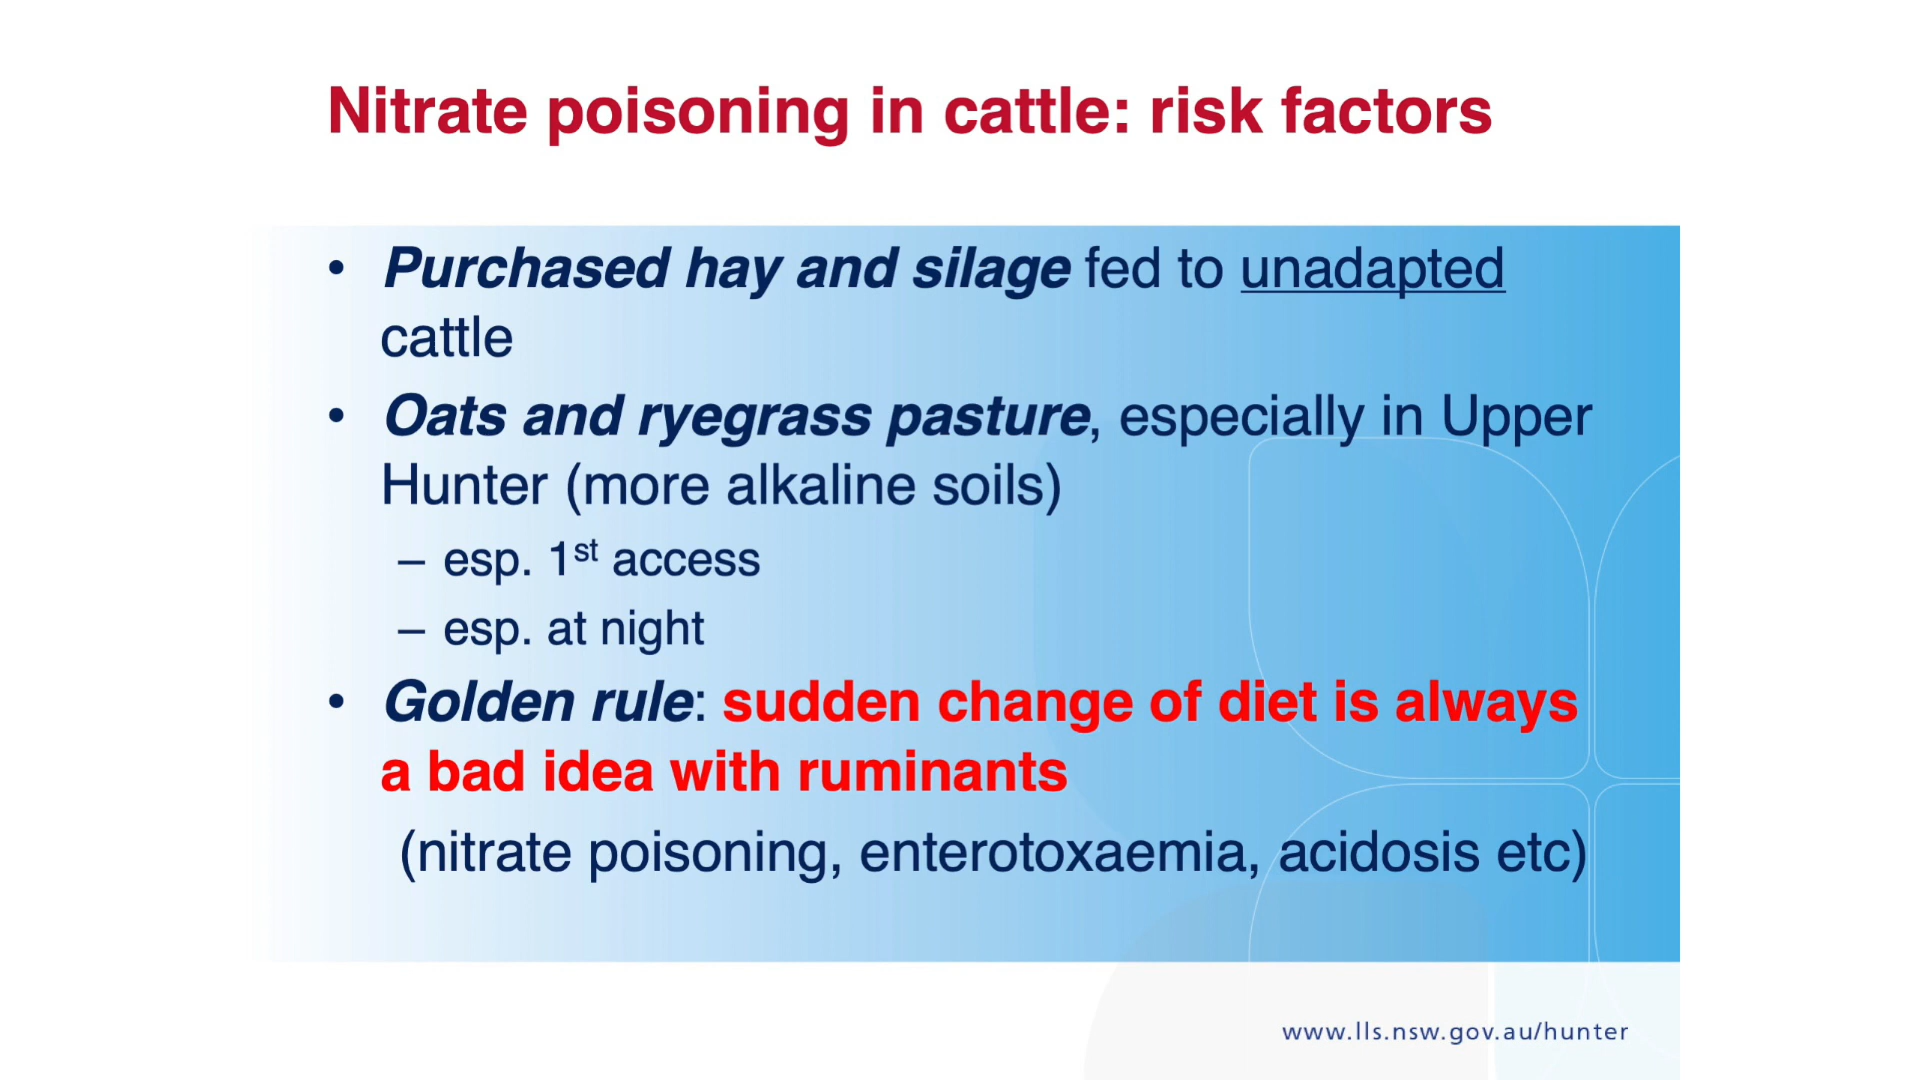 Nitrate poisoning in cattle: risk factors
• Purchased hay and silage fed to unadapted
cattle
• Oats and ryegrass pasture, especially in Upper
Hunter (more alkaline soils)
– esp. 1st access
– esp. at night
• Golden rule: sudden change of diet is always
a bad idea with ruminants
(nitrate poisoning, enterotoxaemia, acidosis etc)
www.lls.nsw.gov.au/hunter